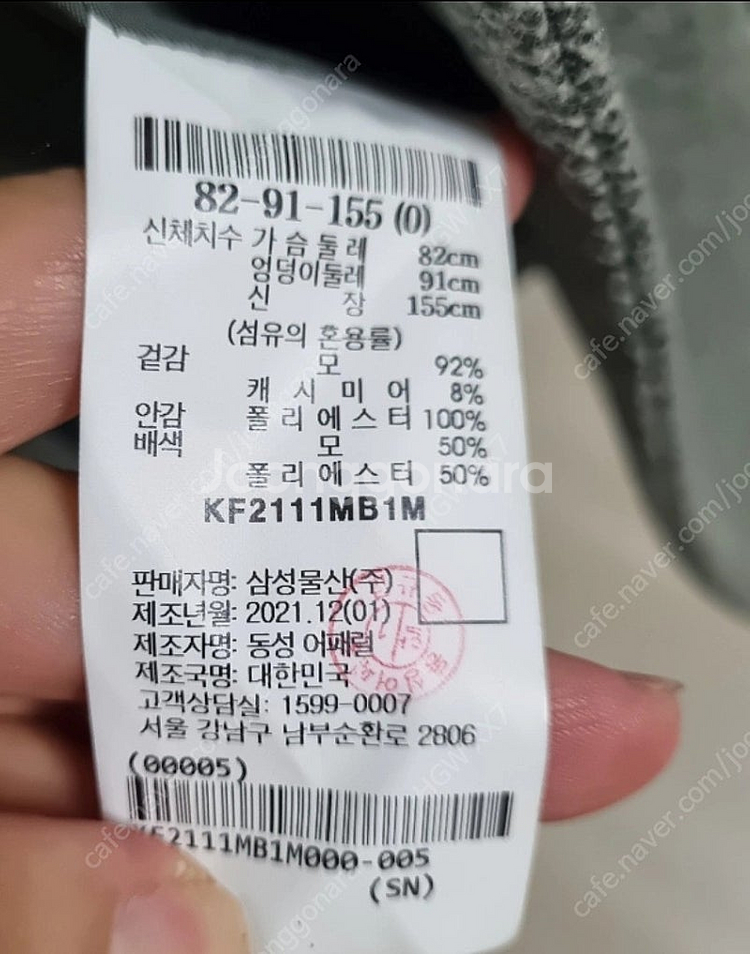 82-91-155 (0)
신체치수 가 슴 둘 레 82cm
엉덩이둘레 91cm
신 장 155cm
(섬유의 혼용률)
겉감 모 92%
캐 시 미 어 8%
안감 폴 리 에 스 터 100%
배색 모 50%
폴 리 에 스 터 50%
Joonggonara
KF2111MB1M
판매자명: 삼성물산(주)
제조년월: 2021.12(01)
제조자명: 동성 어패럴
제조국명: 대한민국
고객상담실: 1599-0007
서울 강남구 남부순환로 2806
(00005)
KF2111MB1M000-005
(SN)